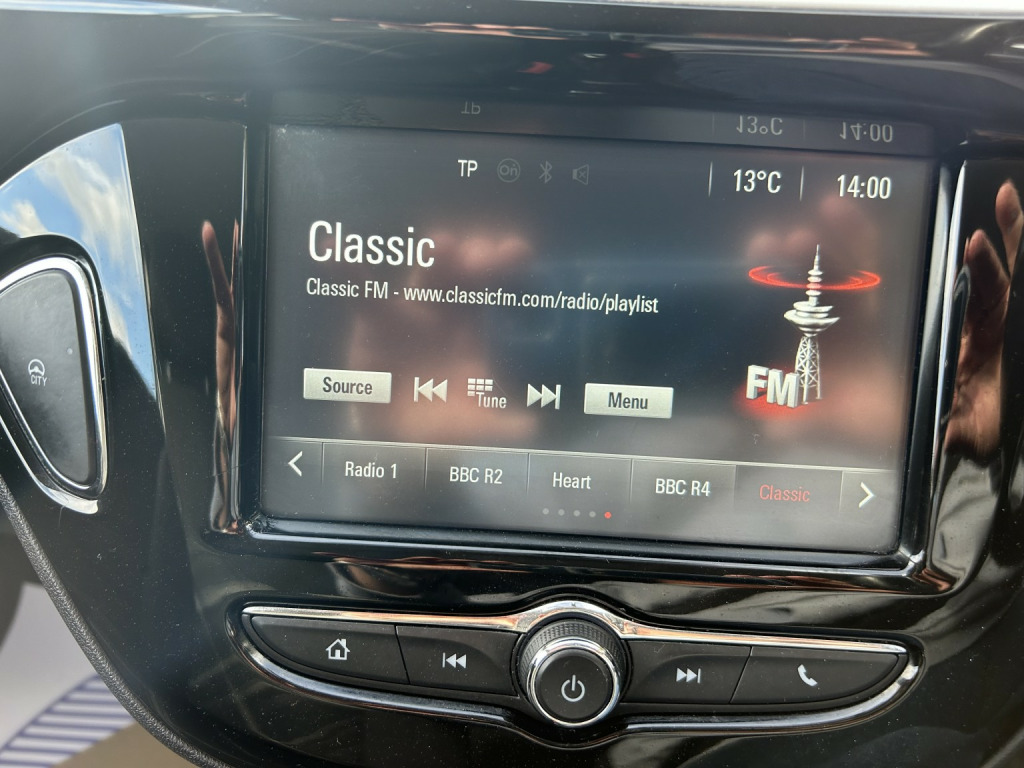 TP On 13°C 14:00
Classic
Classic FM - www.classicfm.com/radio/playlist
FM
Source Tune Menu
Radio 1 BBC R2 Heart BBC R4 Classic
CITY